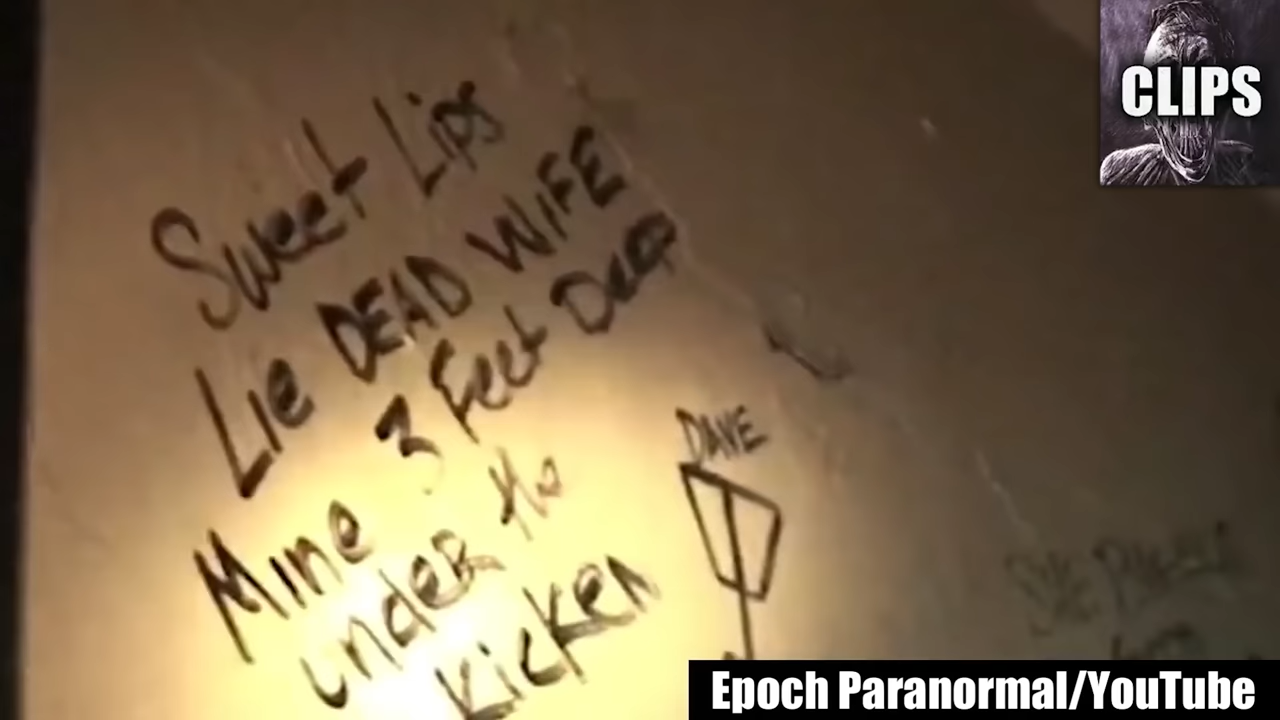 CLIPS
Sweet Lips
Lie DEAD WIFE
3 Feet Deep
Mine
under the
Kicken
DAVE
Epoch Paranormal/YouTube